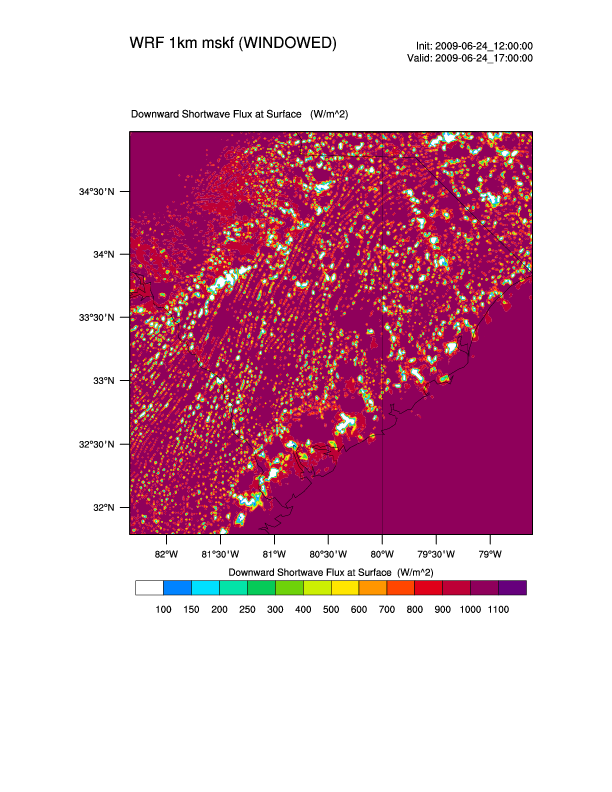 WRF 1km mskf (WINDOWED)
Init: 2009-06-24_12:00:00
Valid: 2009-06-24_17:00:00
Downward Shortwave Flux at Surface (W/m^2)
34°30'N
34°N
33°30'N
33°N
32°30'N
32°N
82°W 81°30'W 81°W 80°30'W 80°W 79°30'W 79°W
Downward Shortwave Flux at Surface (W/m^2)
100 150 200 250 300 400 500 600 700 800 900 1000 1100